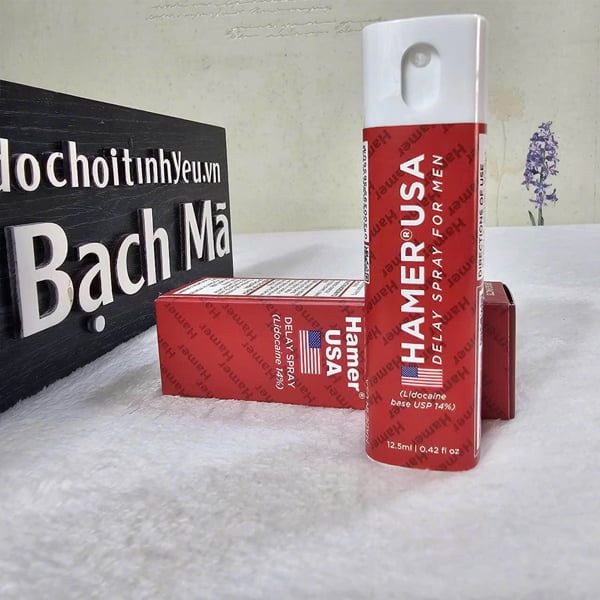 dochoitinhyeu.vn
Bạch Mã
Hamer®
USA
DELAY SPRAY
(Lidocaine 14%)
HAMER® USA
DELAY SPRAY FOR MEN
(Lidocaine
base USP 14%)
12.5ml | 0.42 fl oz
DIRECTIONS OF USE